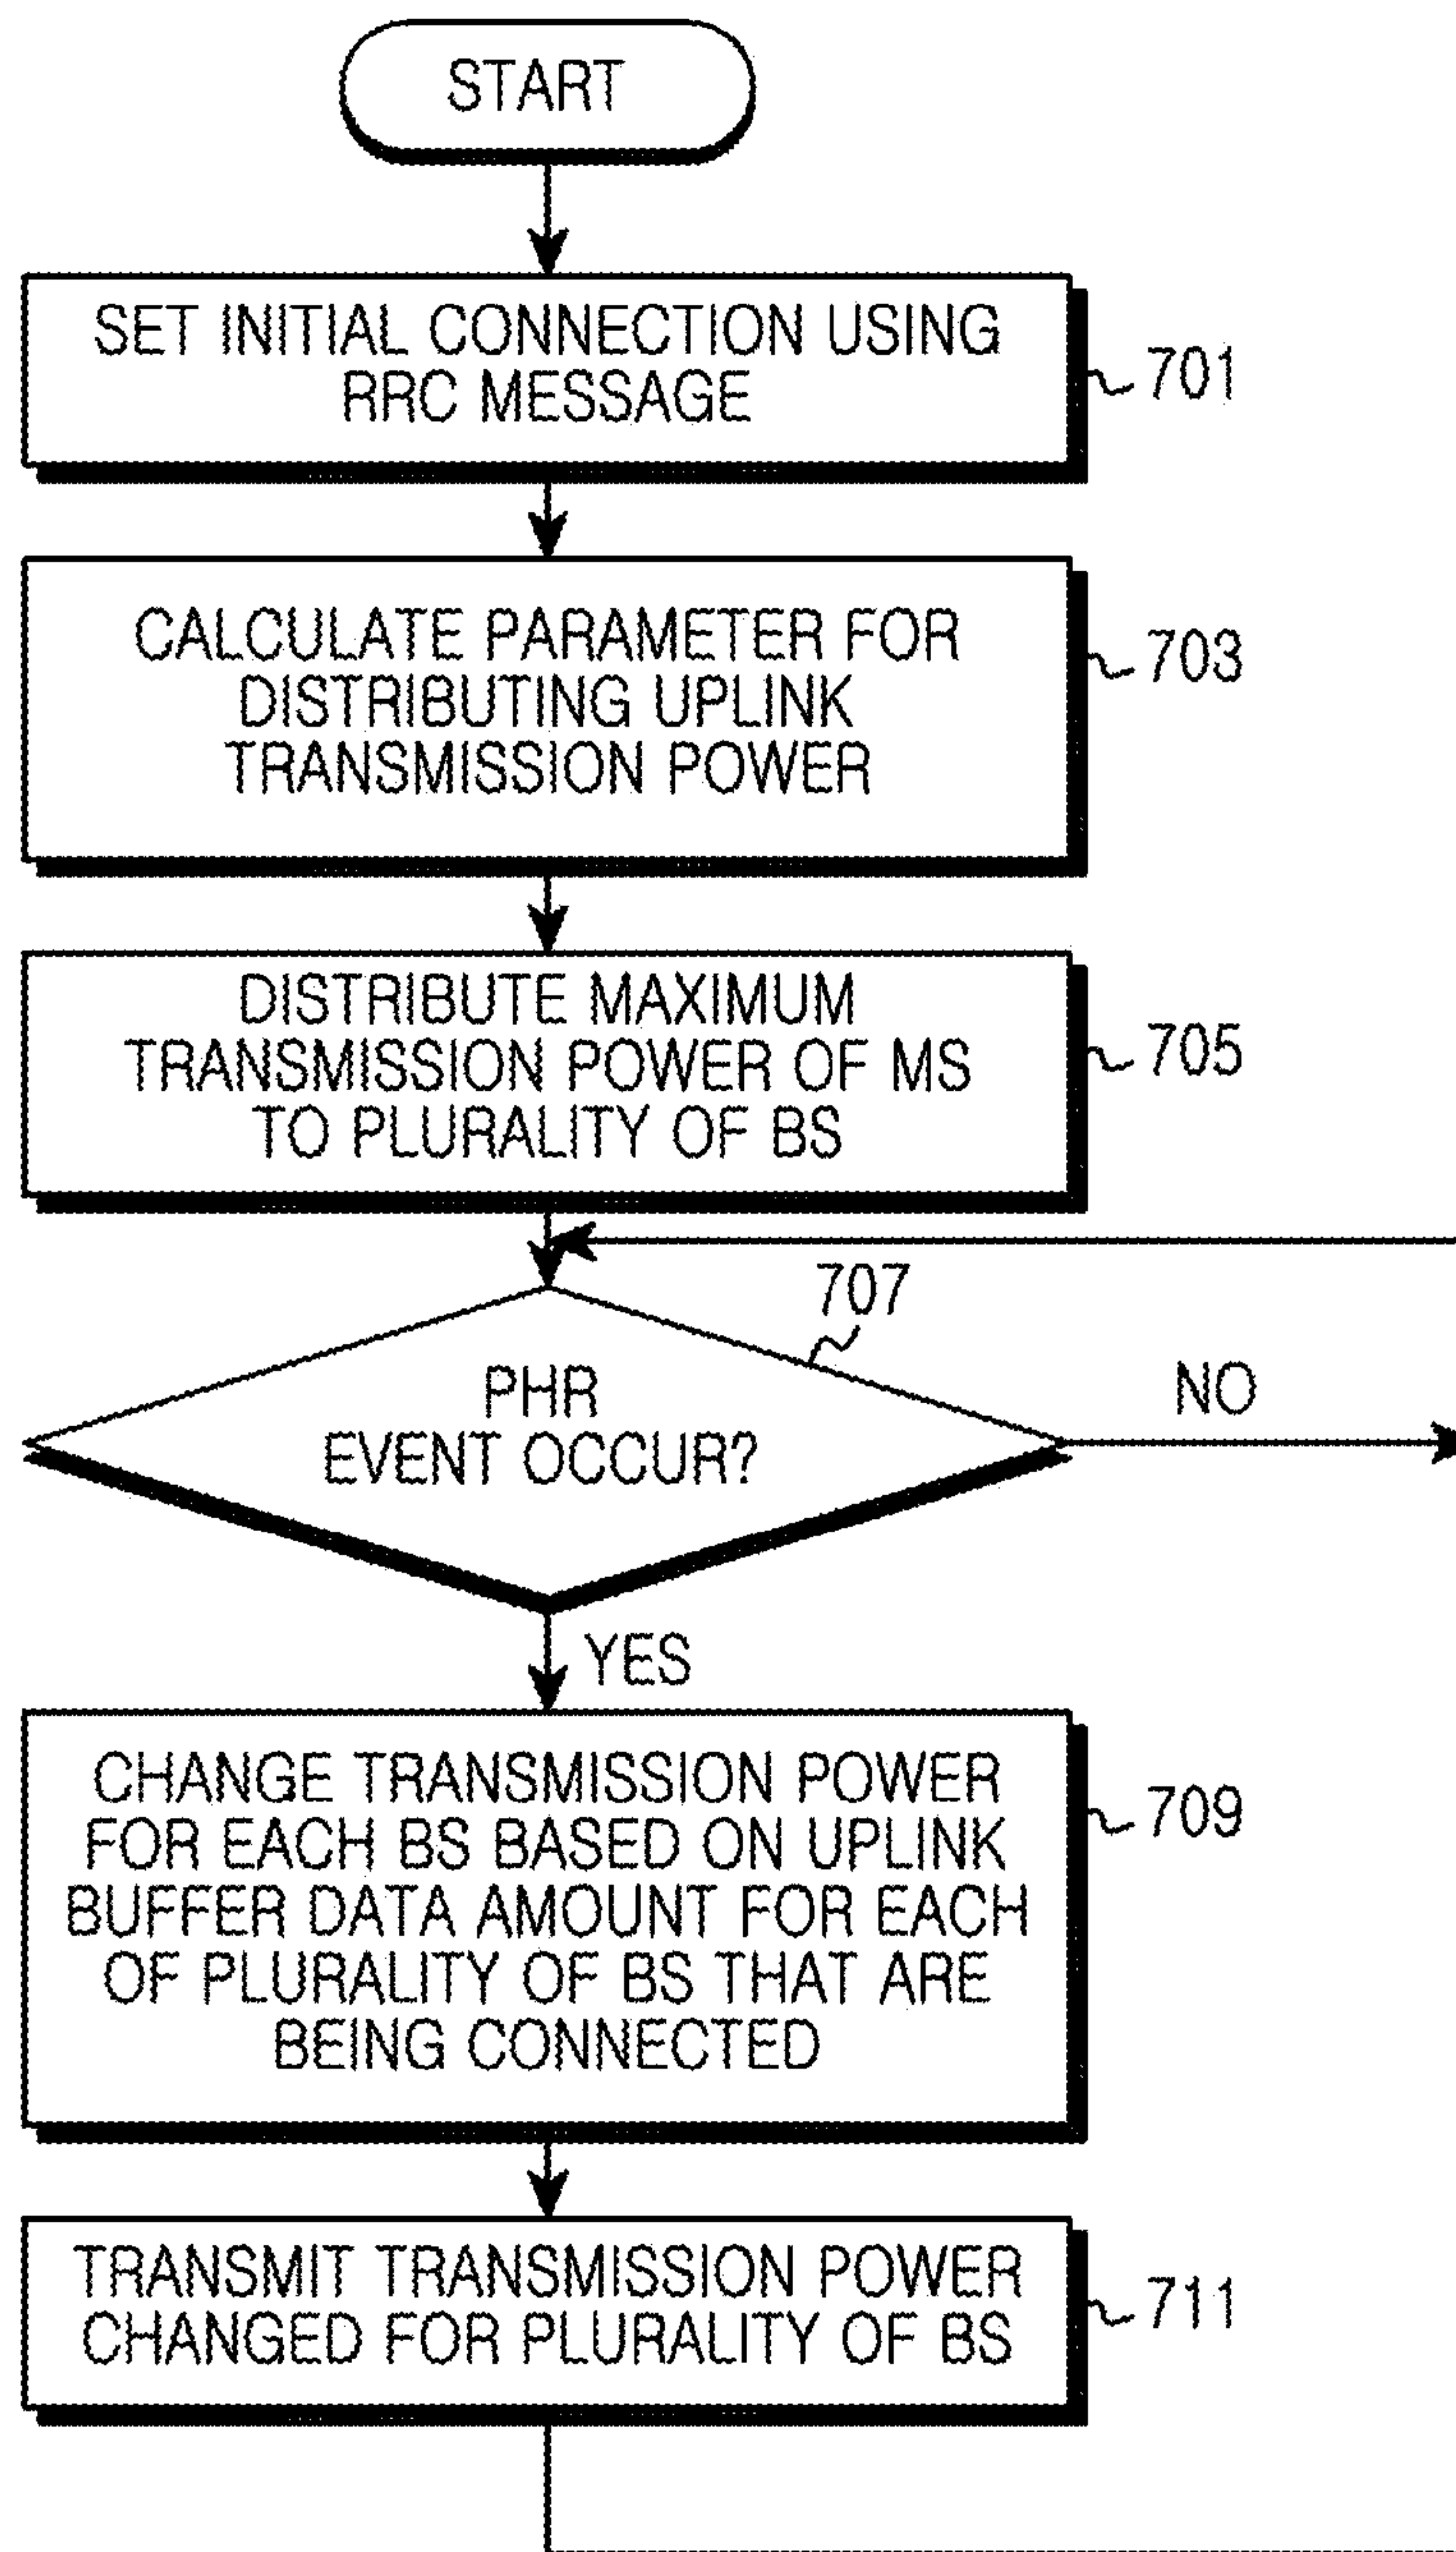 START
SET INITIAL CONNECTION USING
RRC MESSAGE
701
CALCULATE PARAMETER FOR
DISTRIBUTING UPLINK
TRANSMISSION POWER
703
DISTRIBUTE MAXIMUM
TRANSMISSION POWER OF MS
TO PLURALITY OF BS
705
707
PHR
EVENT OCCUR?
NO
YES
CHANGE TRANSMISSION POWER
FOR EACH BS BASED ON UPLINK
BUFFER DATA AMOUNT FOR EACH
OF PLURALITY OF BS THAT ARE
BEING CONNECTED
709
TRANSMIT TRANSMISSION POWER
CHANGED FOR PLURALITY OF BS
711